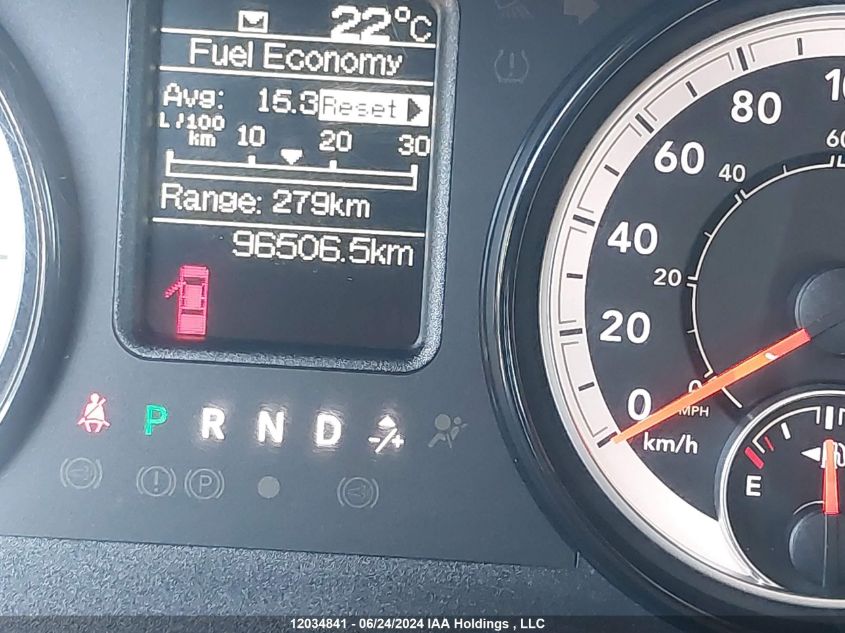 22°C
Fuel Economy
Avg: 15.3 Reset
L/100
km 10 20 30
Range: 279km
96506.5km
P R N D -/+
0 20 40 60 80
0 20 40 60
MPH
km/h
E
12034841 - 06/24/2024 IAA Holdings , LLC